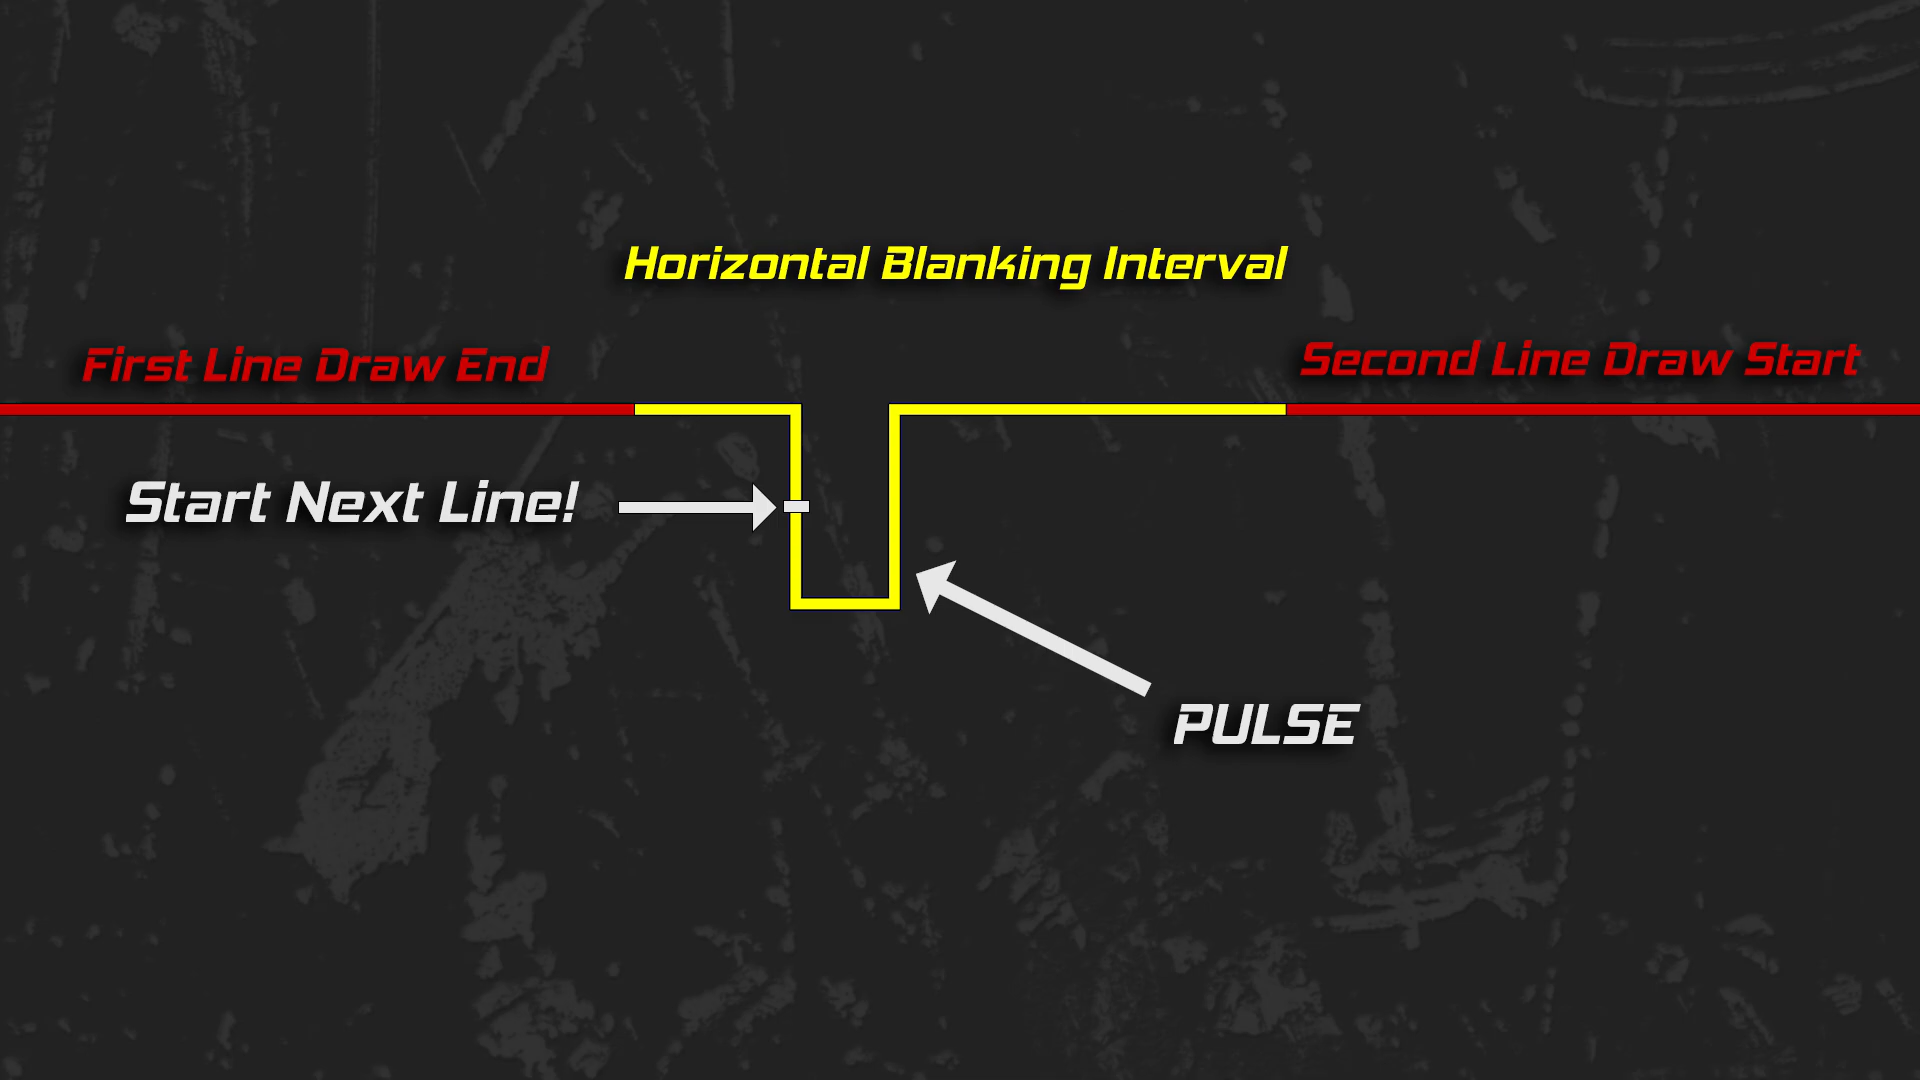 Horizontal Blanking Interval
First Line Draw End
Second Line Draw Start
Start Next Line!
PULSE